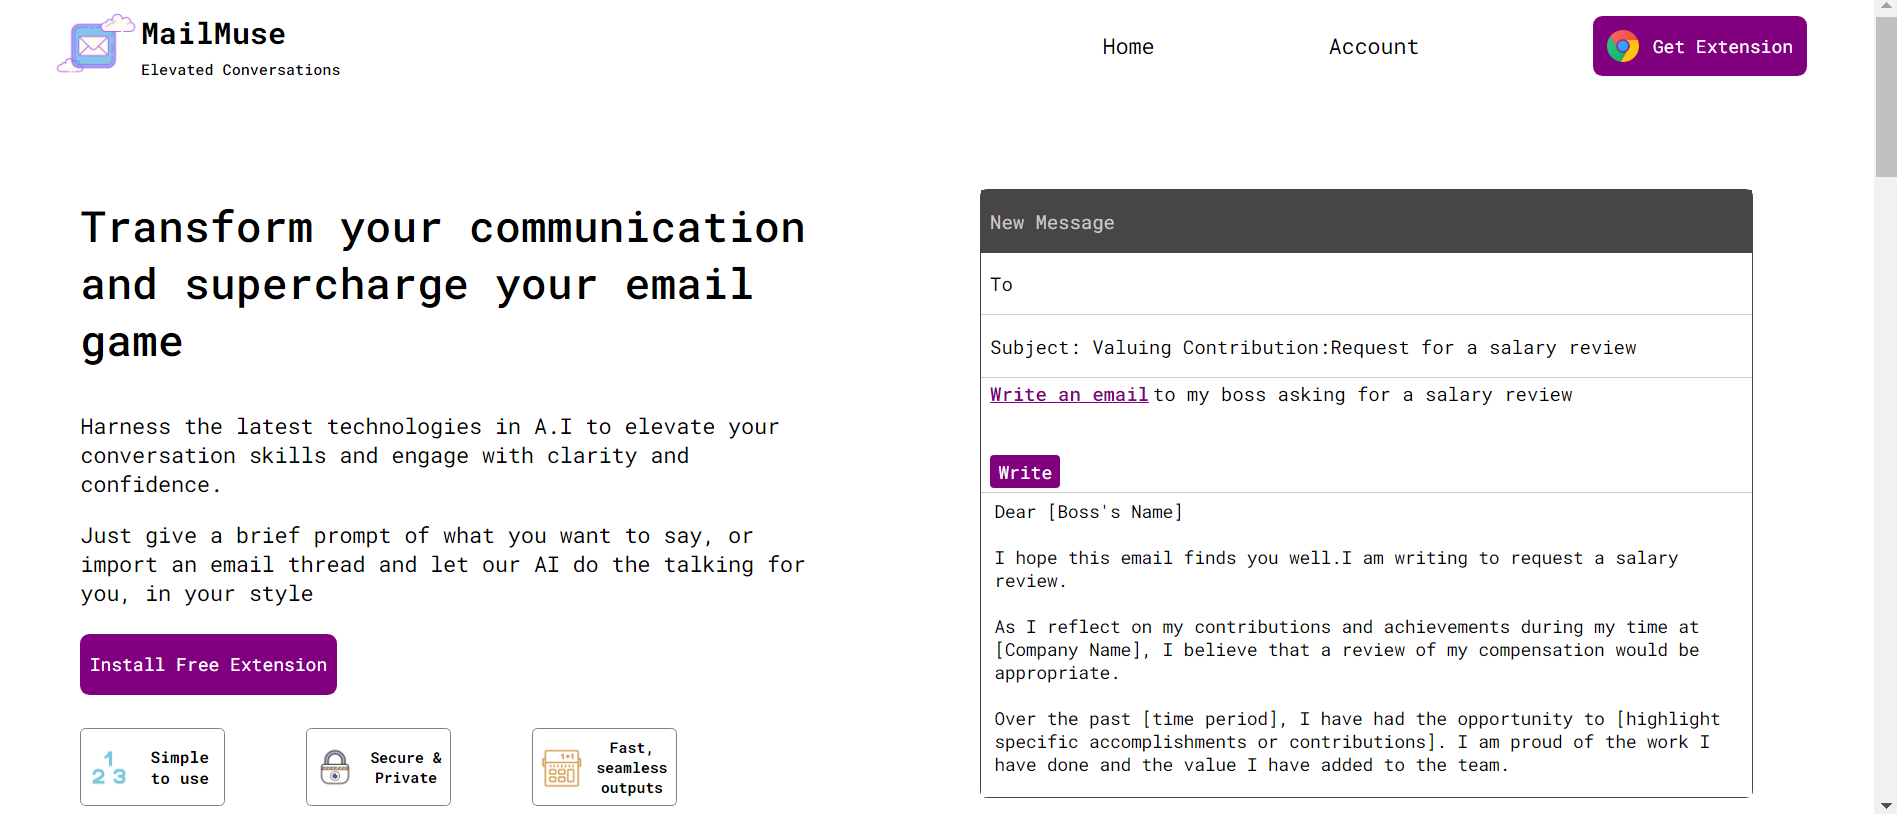 MailMuse
Elevated Conversations
Home
Account
Get Extension
Transform your communication
and supercharge your email
game
Harness the latest technologies in A.I to elevate your
conversation skills and engage with clarity and
confidence.
Just give a brief prompt of what you want to say, or
import an email thread and let our AI do the talking for
you, in your style
Install Free Extension
1
2 3
Simple
to use
Secure &
Private
1+1
Fast,
seamless
outputs
New Message
To
Subject: Valuing Contribution:Request for a salary review
Write an email to my boss asking for a salary review
Write
Dear [Boss's Name]
I hope this email finds you well.I am writing to request a salary
review.
As I reflect on my contributions and achievements during my time at
[Company Name], I believe that a review of my compensation would be
appropriate.
Over the past [time period], I have had the opportunity to [highlight
specific accomplishments or contributions]. I am proud of the work I
have done and the value I have added to the team.